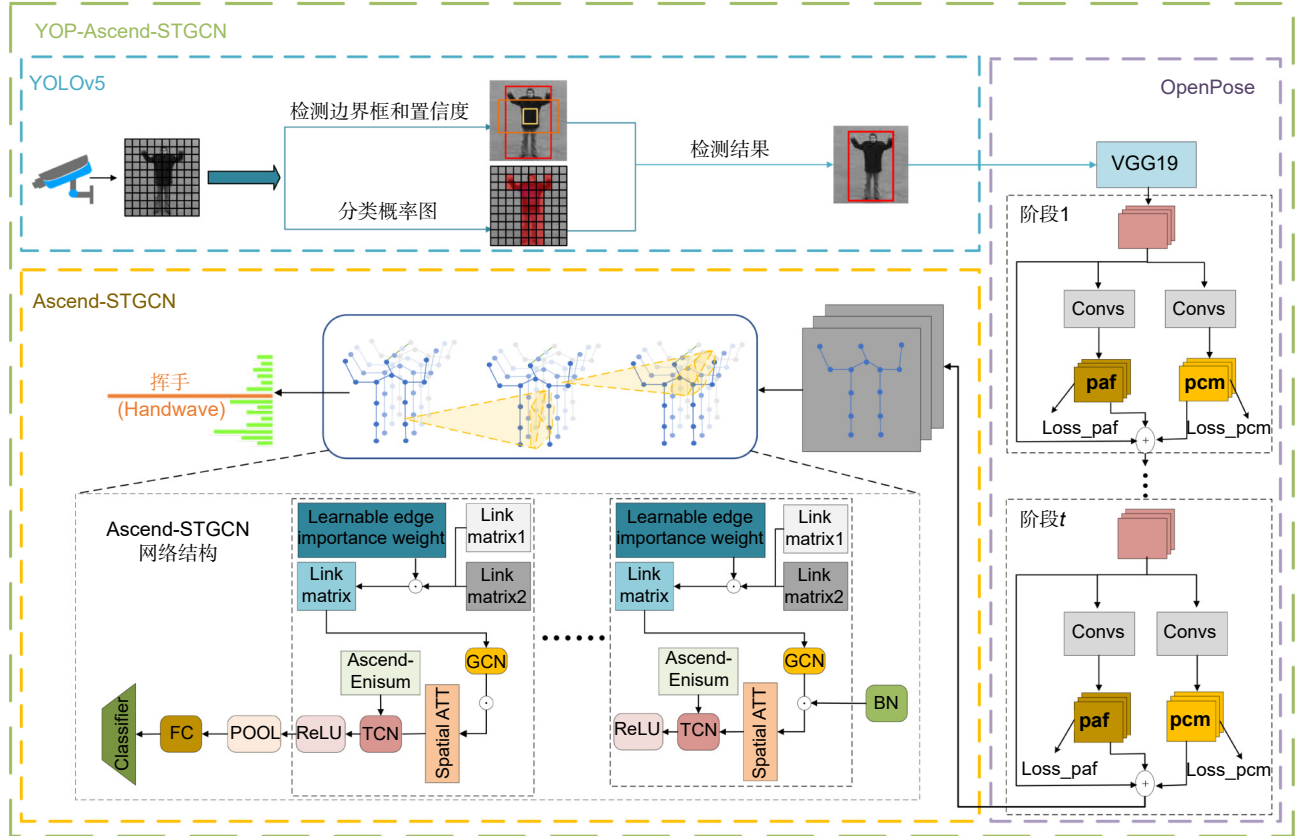 YOP-Ascend-STGCN
YOLOv5
检测边界框和置信度
分类概率图
检测结果
OpenPose
VGG19
阶段1
Convs
Convs
paf
pcm
Loss_paf
Loss_pcm
+
阶段t
Convs
Convs
paf
pcm
Loss_paf
Loss_pcm
+
Ascend-STGCN
挥手
(Handwave)
Ascend-STGCN
网络结构
Learnable edge
importance weight
Link
matrix1
Link
matrix
Link
matrix2
GCN
Ascend-
Enisum
Spatial ATT
TCN
ReLU
POOL
FC
Classifier
Learnable edge
importance weight
Link
matrix1
Link
matrix
Link
matrix2
GCN
Ascend-
Enisum
Spatial ATT
TCN
ReLU
BN